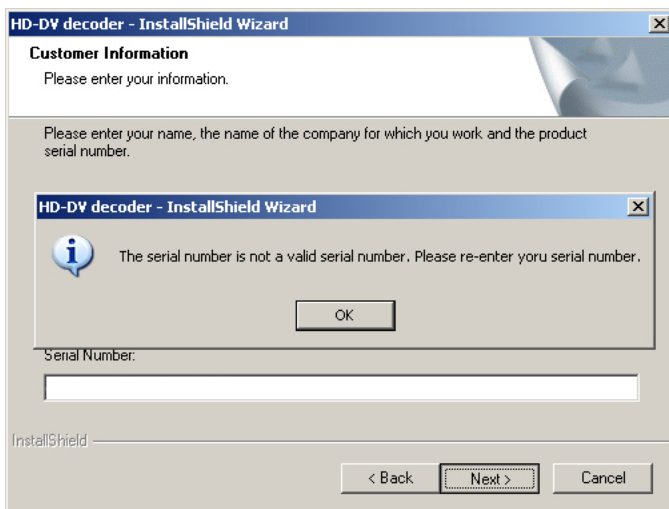 HD-DV decoder - InstallShield Wizard
Customer Information
Please enter your information.
Please enter your name, the name of the company for which you work and the product
serial number.
HD-DV decoder - InstallShield Wizard
The serial number is not a valid serial number. Please re-enter yoru serial number.
OK
Serial Number:
InstallShield
< Back
Next >
Cancel